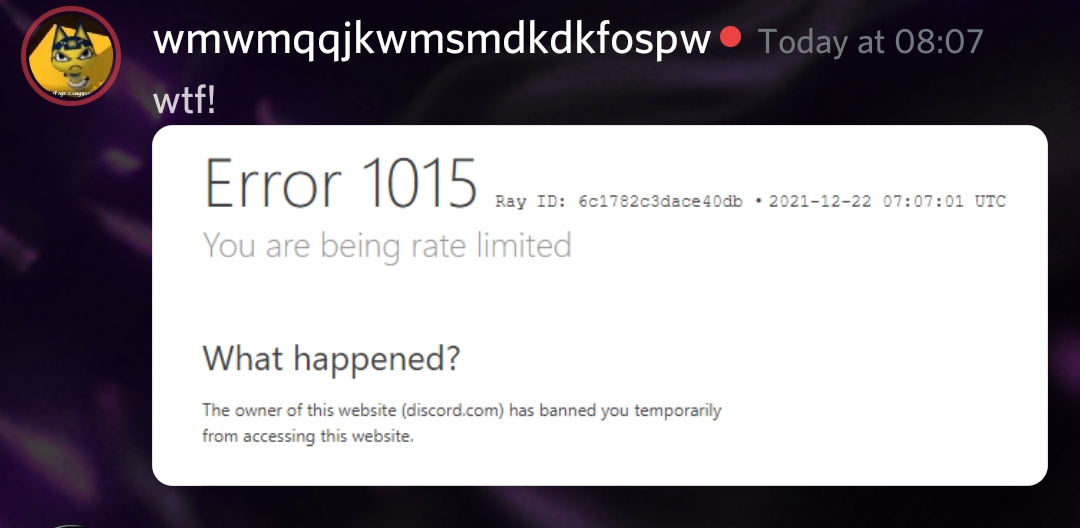 wmwmqqjkwmsmdkdkfospw Today at 08:07
wtf!
Error 1015 Ray ID: 6c1782c3dace40db • 2021-12-22 07:07:01 UTC
You are being rate limited
What happened?
The owner of this website (discord.com) has banned you temporarily
from accessing this website.